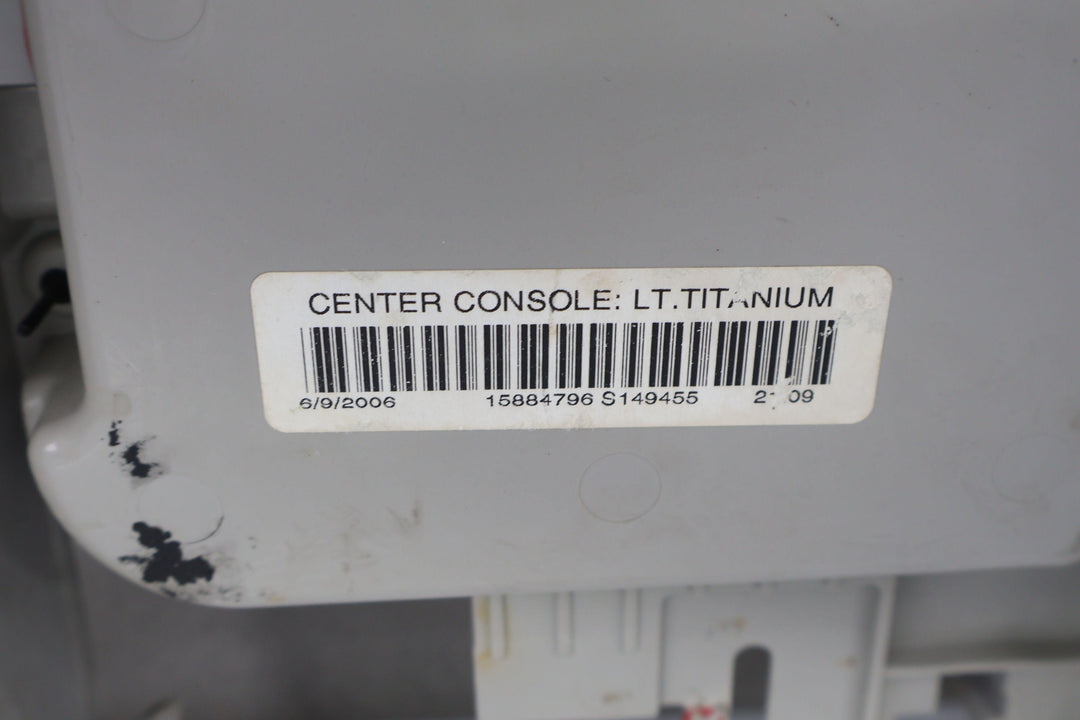 CENTER CONSOLE: LT.TITANIUM
6/9/2006 15884796 S149455